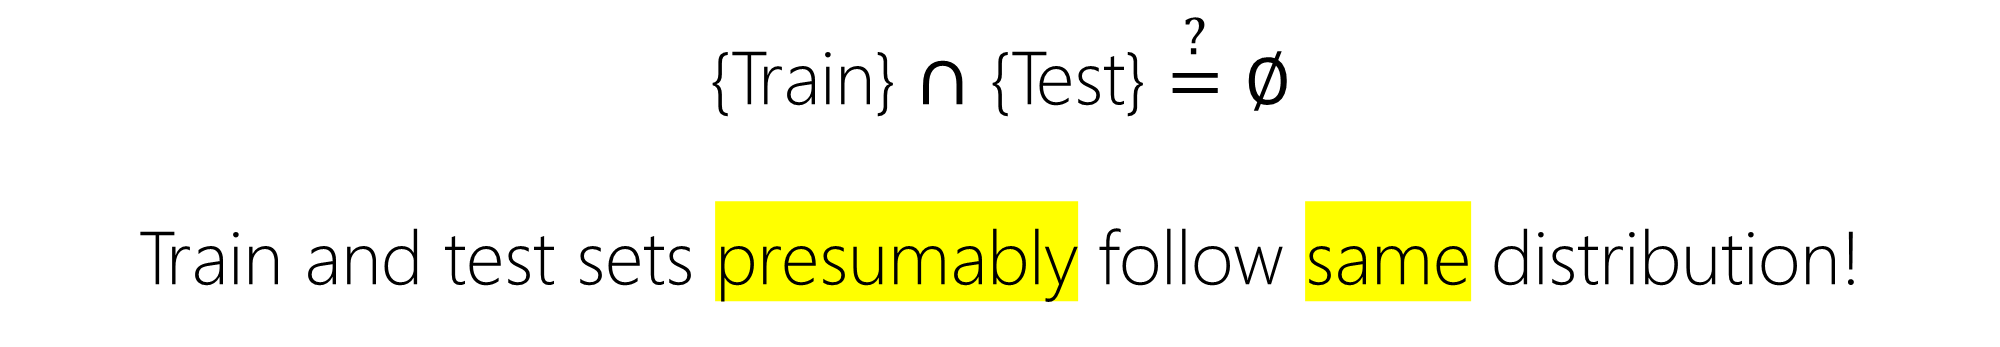 {Train} ∩ {Test} ≟ ∅
Train and test sets presumably follow same distribution!